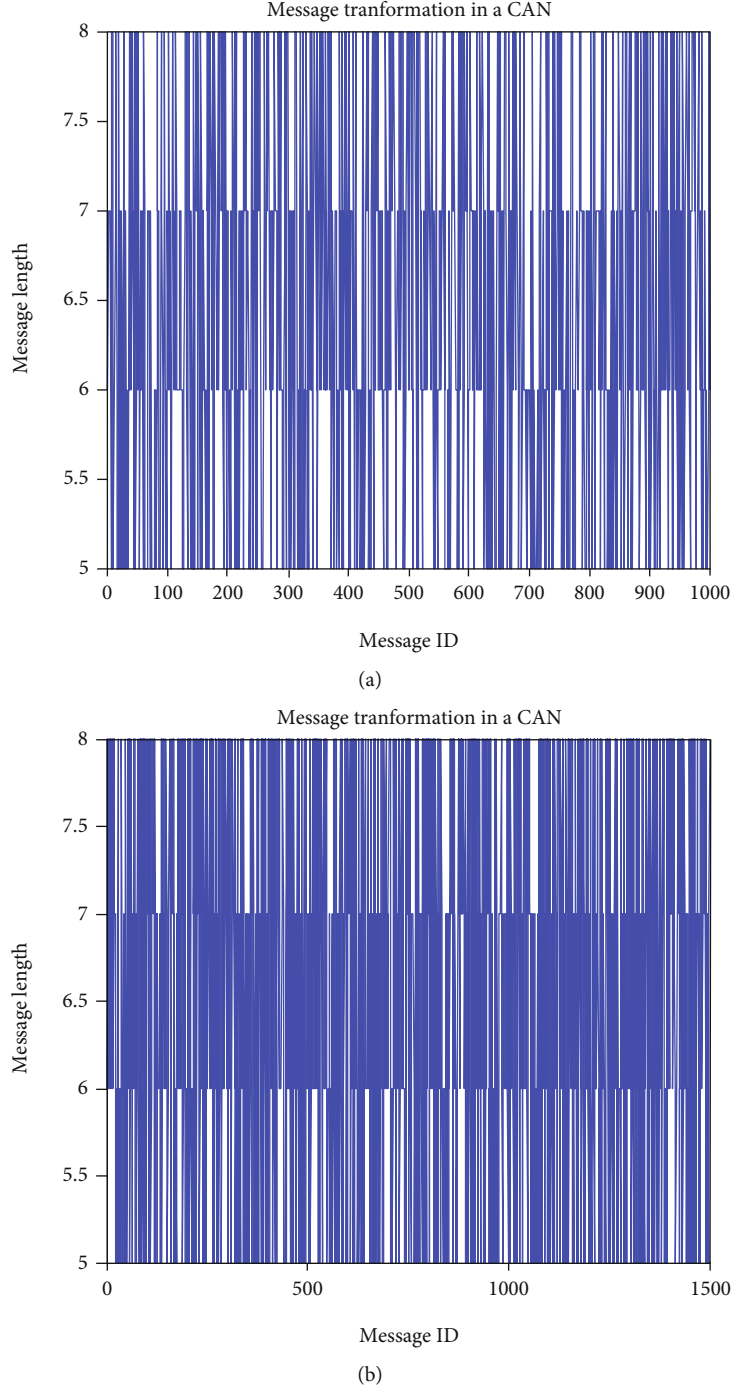 Message tranformation in a CAN
8
7.5
7
6.5
6
5.5
5
Message length
0 100 200 300 400 500 600 700 800 900 1000
Message ID
(a)
Message tranformation in a CAN
8
7.5
7
6.5
6
5.5
5
Message length
0 500 1000 1500
Message ID
(b)